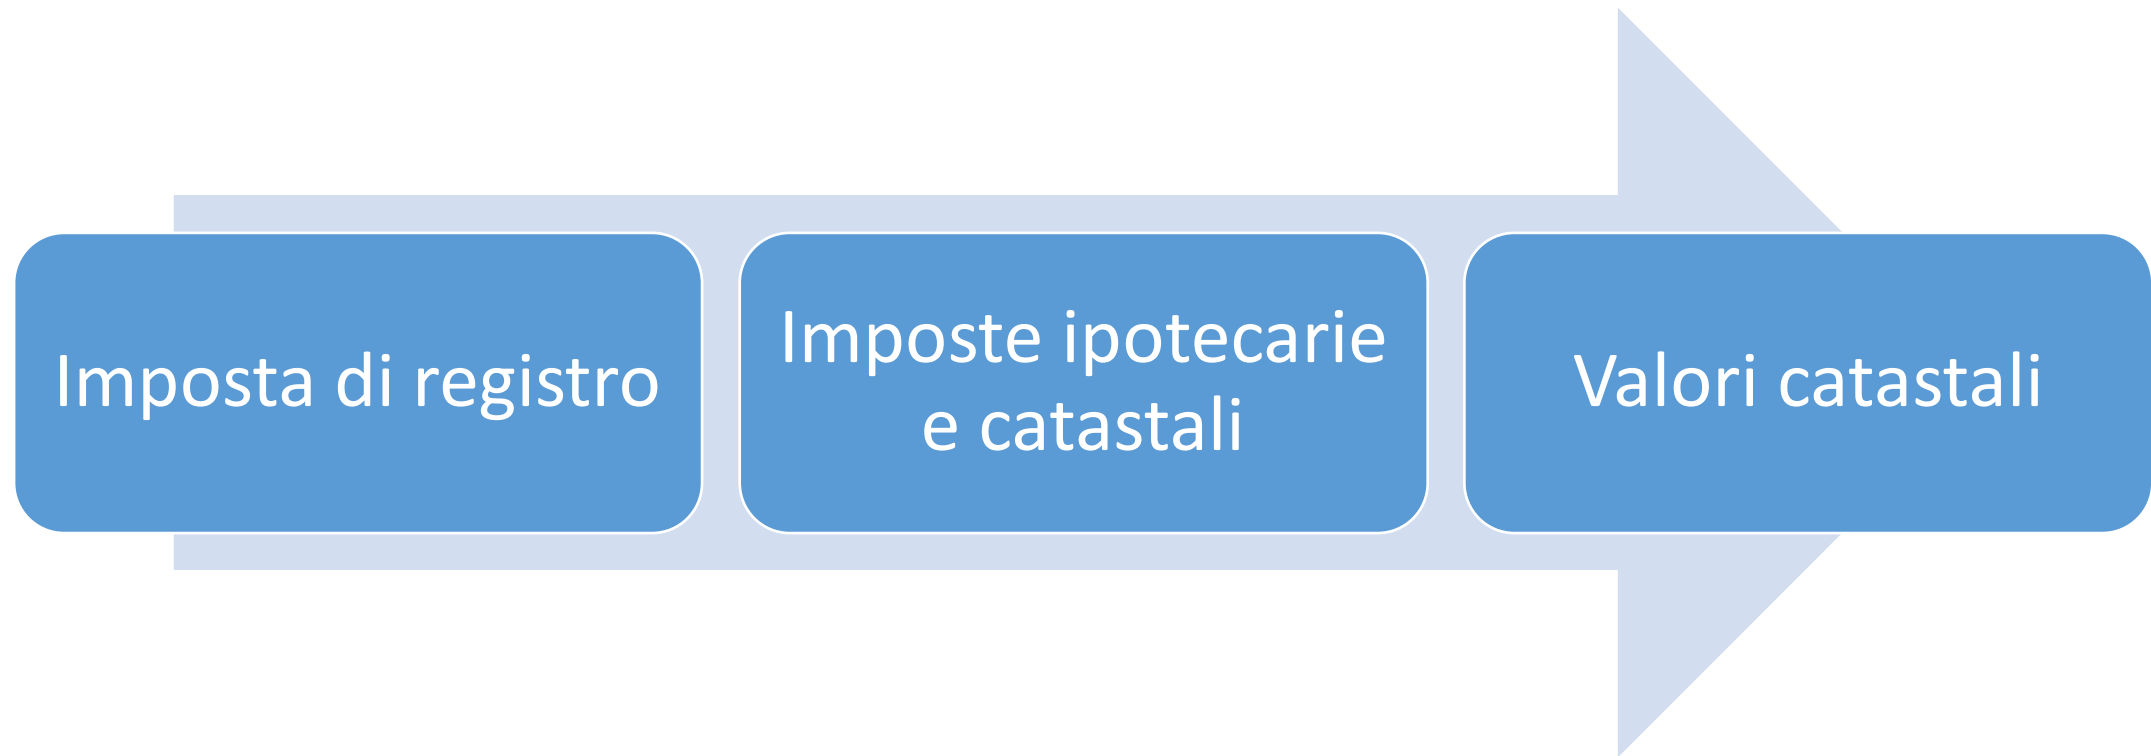 Imposta di registro
Imposte ipotecarie
e catastali
Valori catastali